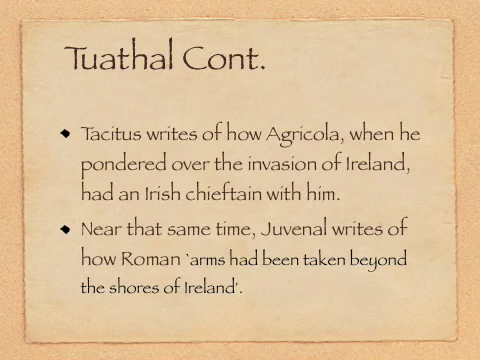 Tuathal Cont.
Tacitus writes of how Agricola, when he
pondered over the invasion of Ireland,
had an Irish chieftain with him.
Near that same time, Juvenal writes of
how Roman `arms had been taken beyond
the shores of Ireland'.